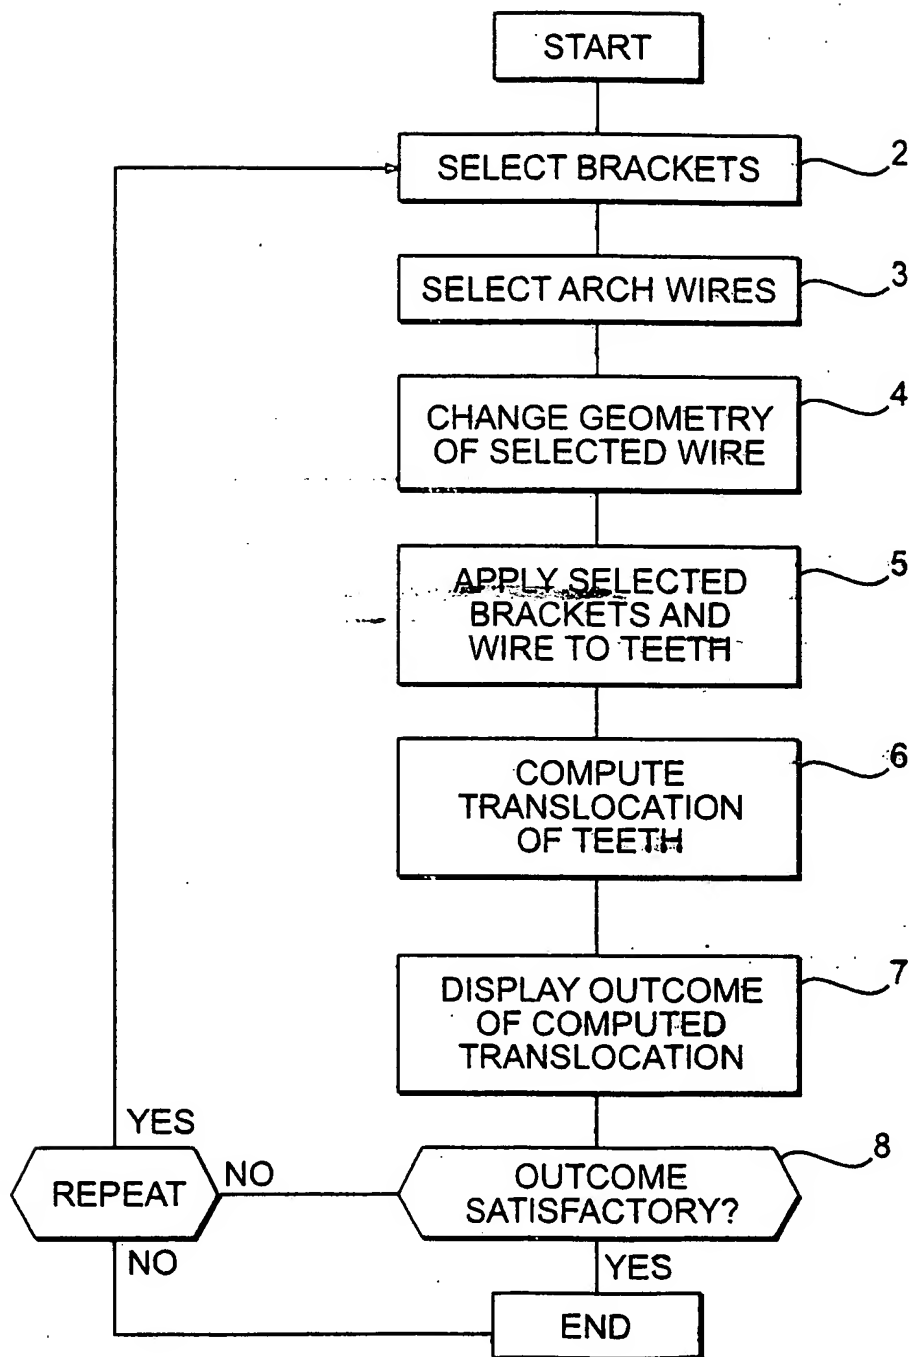 START
SELECT BRACKETS
2
SELECT ARCH WIRES
3
CHANGE GEOMETRY
OF SELECTED WIRE
4
APPLY SELECTED
BRACKETS AND
WIRE TO TEETH
5
COMPUTE
TRANSLOCATION
OF TEETH
6
DISPLAY OUTCOME
OF COMPUTED
TRANSLOCATION
7
YES
REPEAT
NO
OUTCOME
SATISFACTORY?
8
NO
YES
END